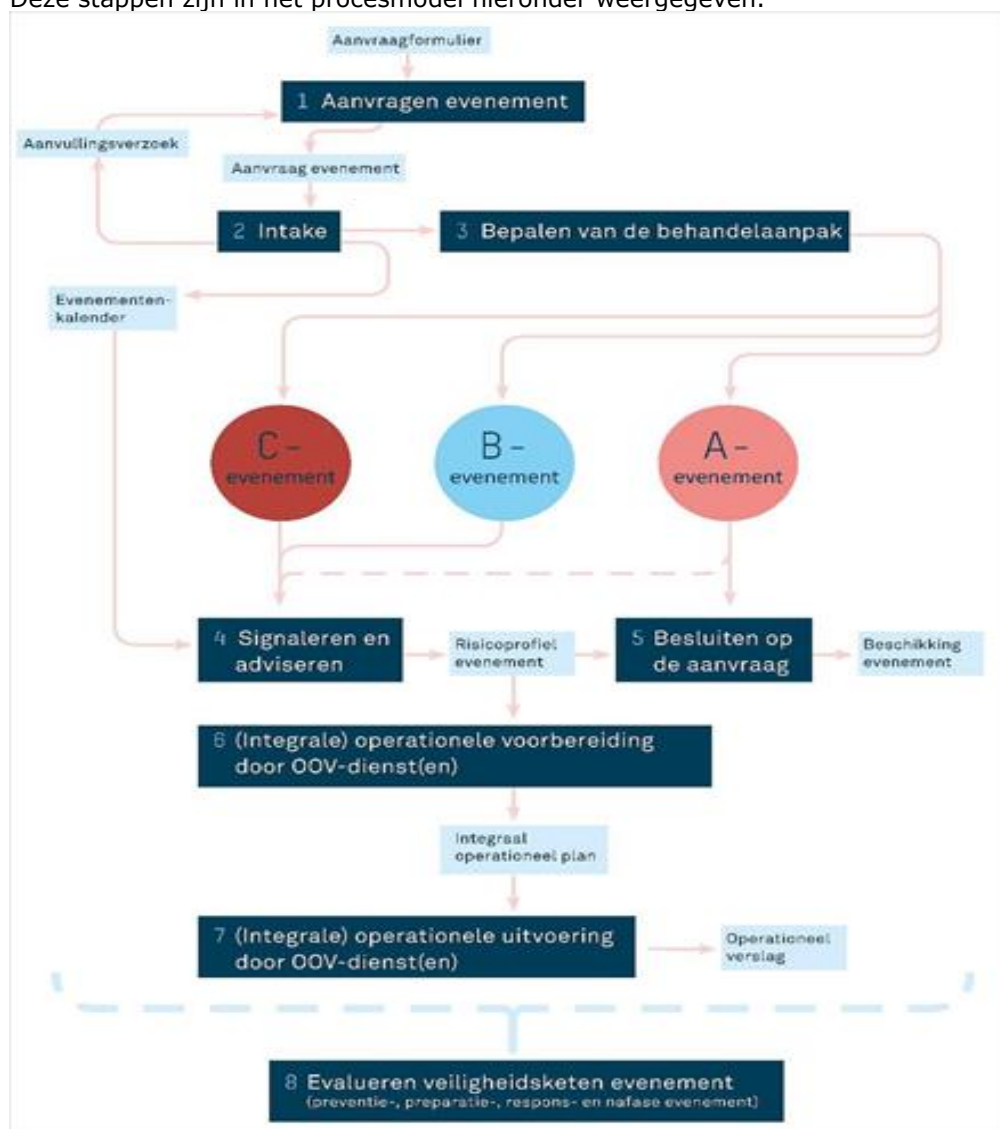 Deze stappen zijn in het procesmodel hieronder weergegeven:
Aanvraagformulier
1 Aanvragen evenement
Aanvullingsverzoek
Aanvraag evenement
2 Intake
3 Bepalen van de behandelaanpak
Evenementen-
kalender
C-
evenement
B-
evenement
A-
evenement
4 Signaleren en
adviseren
Risicoprofiel
evenement
5 Besluiten op
de aanvraag
Beschikking
evenement
6 (Integrale) operationele voorbereiding
door OOV-dienst(en)
Integraal
operationeel plan
7 (Integrale) operationele uitvoering
door OOV-dienst(en)
Operationeel
verslag
8 Evalueren veiligheidsketen evenement
(preventie-, preparatie-, respons- en nafase evenement)